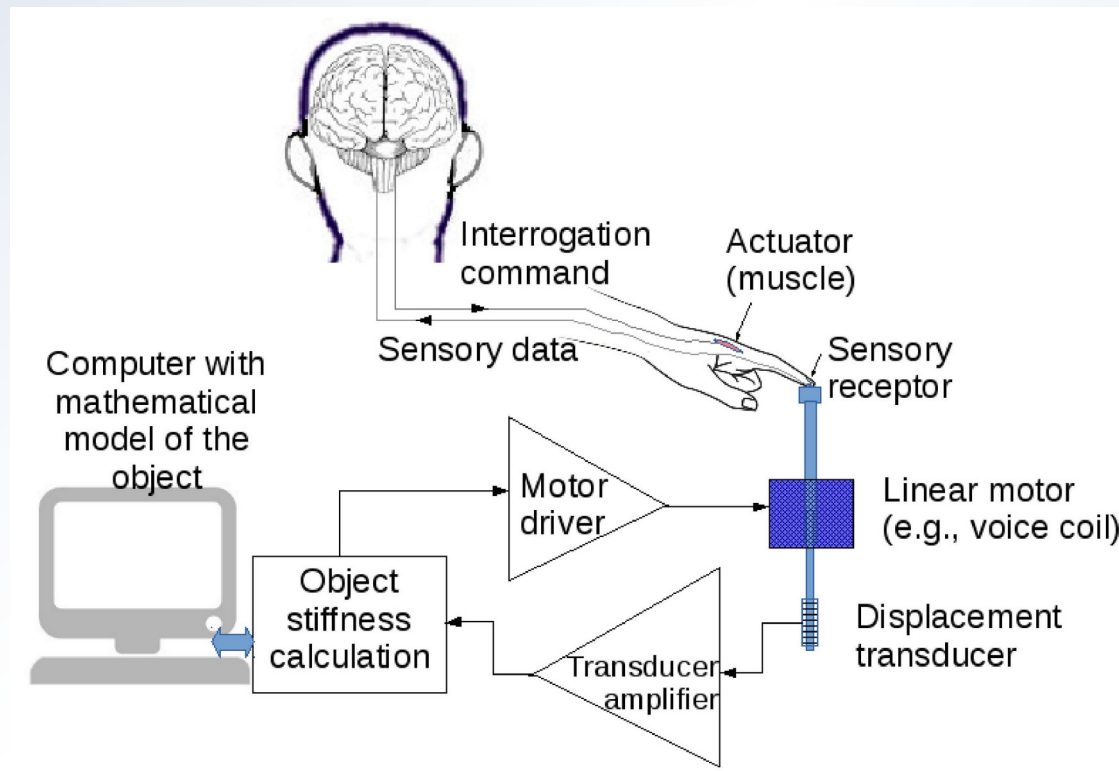 Interrogation
command
Actuator
(muscle)
Sensory data
Sensory
receptor
Computer with
mathematical
model of the
object
Motor
driver
Linear motor
(e.g., voice coil)
Object
stiffness
calculation
Transducer
amplifier
Displacement
transducer